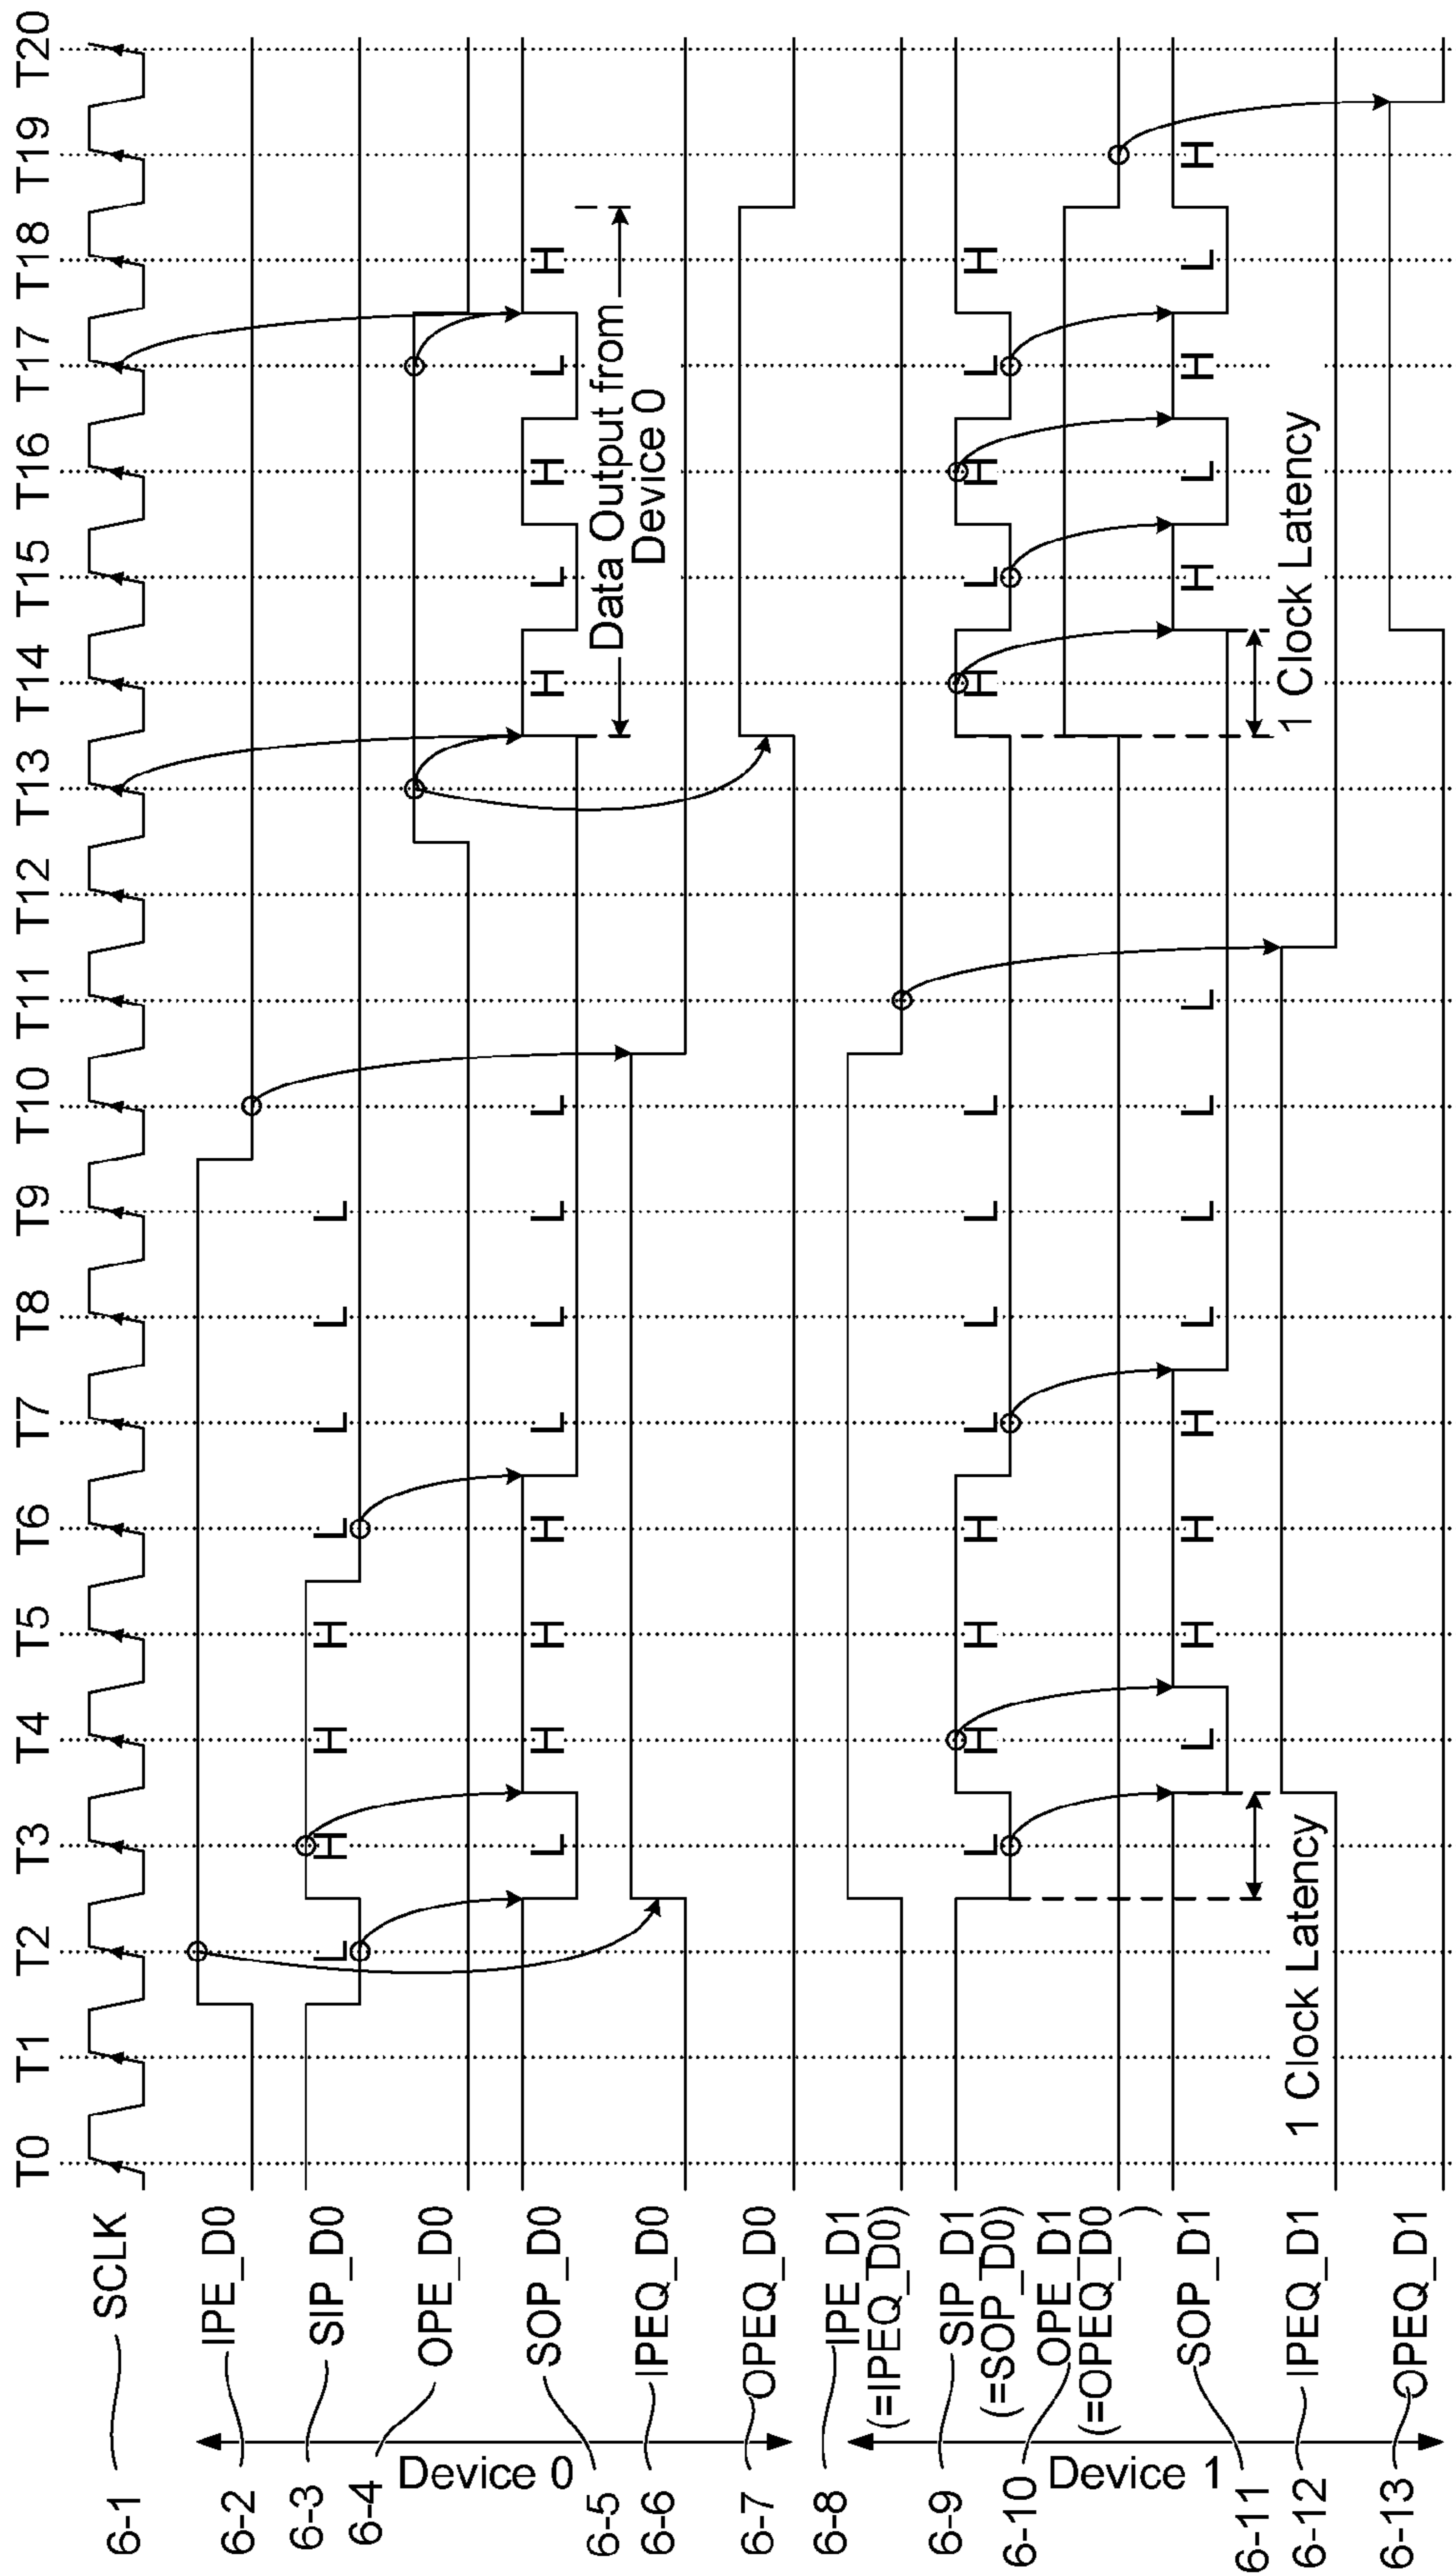 T0 T1 T2 T3 T4 T5 T6 T7 T8 T9 T10 T11 T12 T13 T14 T15 T16 T17 T18 T19 T20
6-1 SCLK
6-2 IPE_D0
6-3 SIP_D0 L H H H L L L L
6-4 OPE_D0
Device 0
6-5 SOP_D0 L H H H L L L L H L H L H
Data Output from
Device 0
6-6 IPEQ_D0
6-7 OPEQ_D0
6-8 IPE_D1
(=IPEQ_D0)
6-9 SIP_D1 L H H H L L L L H L H L H
(=SOP_D0)
6-10 OPE_D1
(=OPEQ_D0
)
Device 1
6-11 SOP_D1 L H H H L L L L H L H L H
1 Clock Latency
1 Clock Latency
6-12 IPEQ_D1
6-13 OPEQ_D1